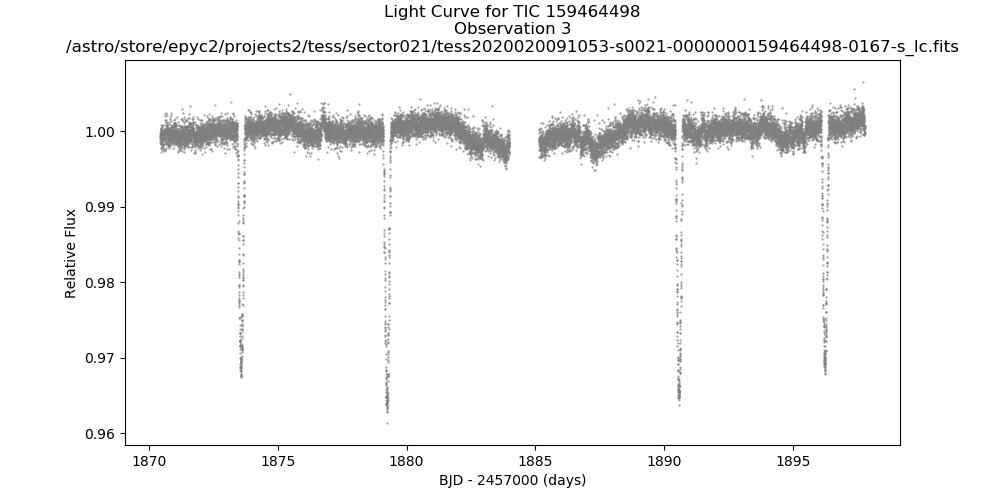 Light Curve for TIC 159464498
Observation 3
/astro/store/epyc2/projects2/tess/sector021/tess2020020091053-s0021-0000000159464498-0167-s_lc.fits
1.00
0.99
0.98
0.97
0.96
Relative Flux
1870 1875 1880 1885 1890 1895
BJD - 2457000 (days)